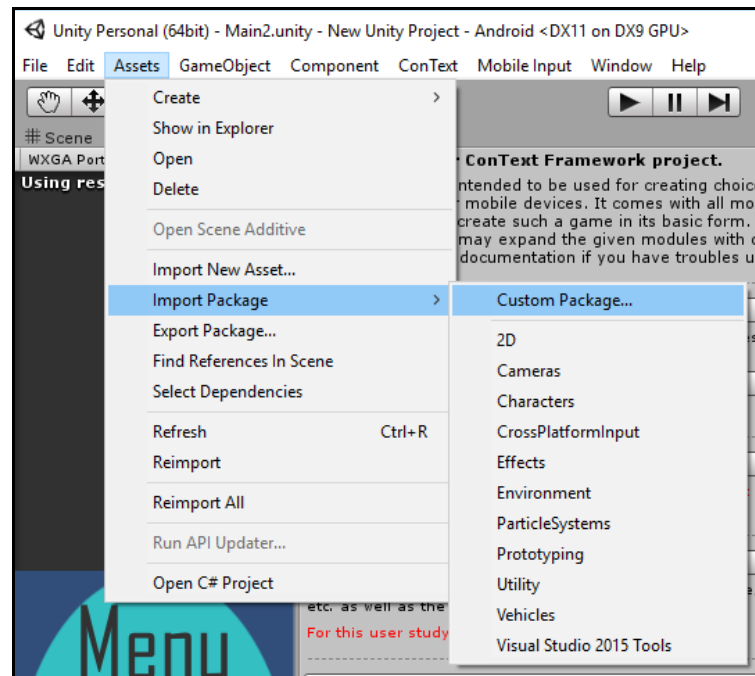 Unity Personal (64bit) - Main2.unity - New Unity Project - Android <DX11 on DX9 GPU>
File Edit Assets GameObject Component ConText Mobile Input Window Help
Scene
WXGA Port
Using res
ConText Framework project.
ntended to be used for creating choic
mobile devices. It comes with all mo
create such a game in its basic form.
may expand the given modules with
documentation if you have troubles u
Create
Show in Explorer
Open
Delete
Open Scene Additive
Import New Asset...
Import Package
Export Package...
Find References In Scene
Select Dependencies
Refresh Ctrl+R
Reimport
Reimport All
Run API Updater...
Open C# Project
Custom Package...
2D
Cameras
Characters
CrossPlatformInput
Effects
Environment
ParticleSystems
Prototyping
Utility
Vehicles
Visual Studio 2015 Tools
etc. as well as the
For this user study
Menu